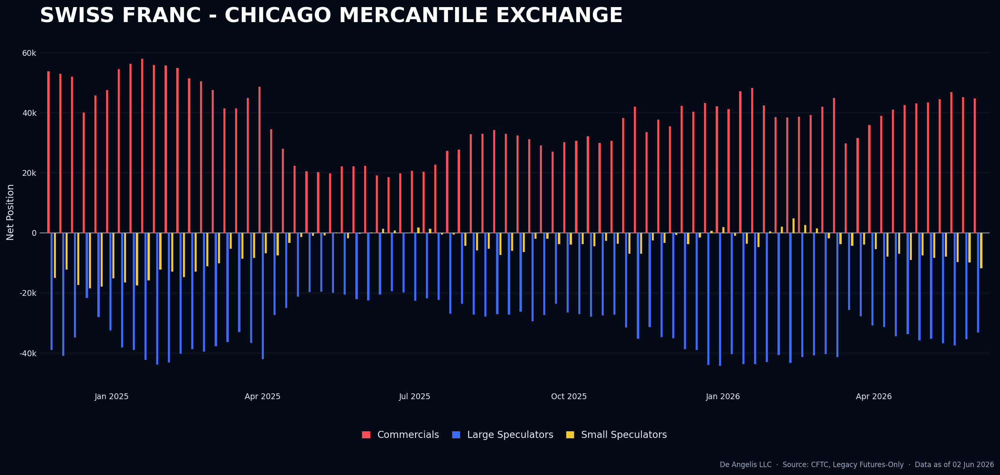 SWISS FRANC - CHICAGO MERCANTILE EXCHANGE
60k
40k
20k
0
-20k
-40k
Net Position
Jan 2025 Apr 2025 Jul 2025 Oct 2025 Jan 2026 Apr 2026
Commercials Large Speculators Small Speculators
De Angelis LLC · Source: CFTC, Legacy Futures-Only · Data as of 02 Jun 2026